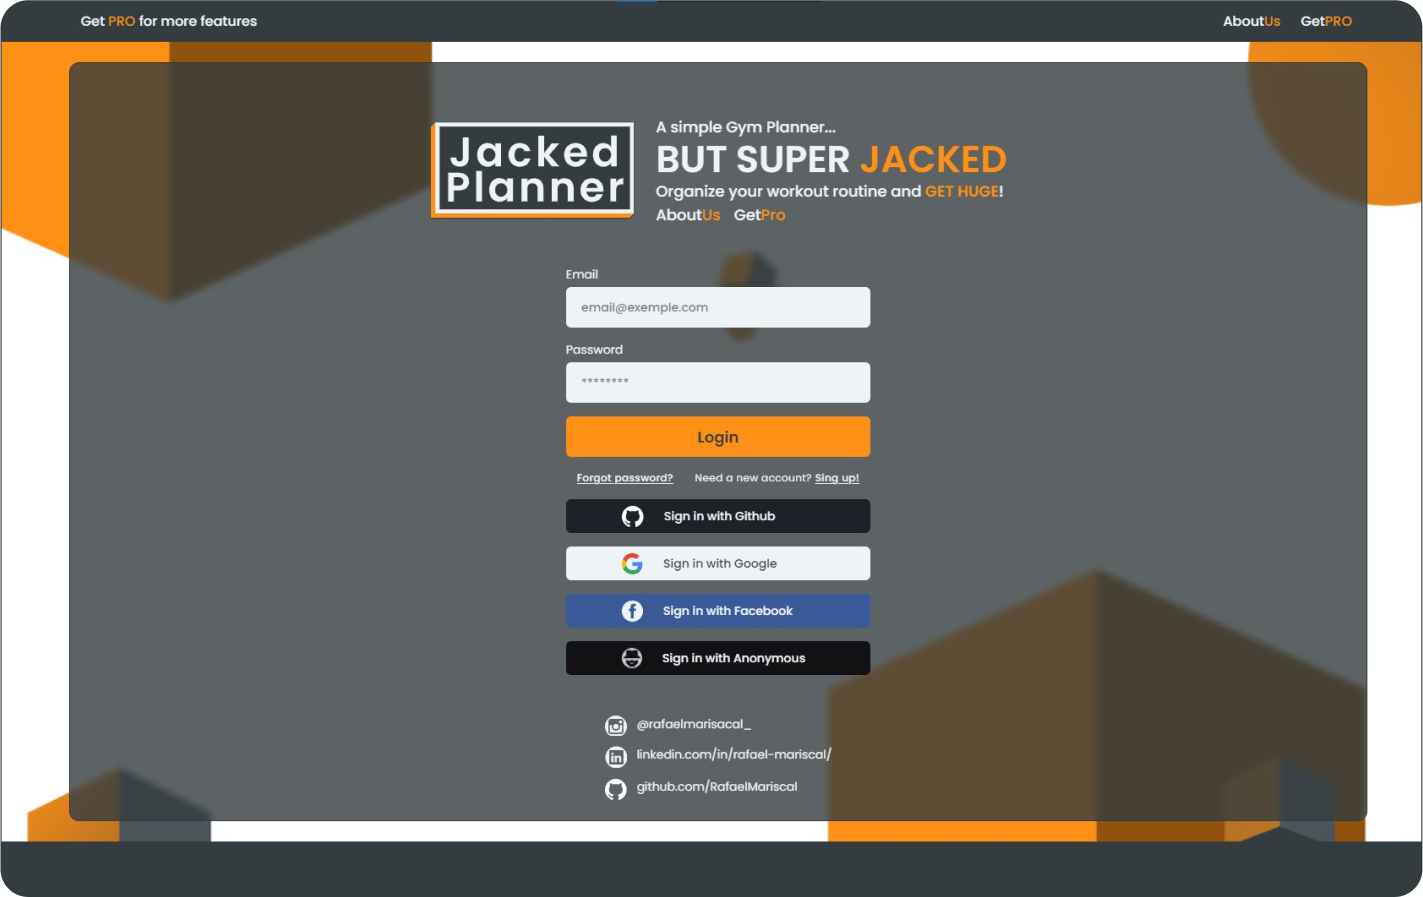 Get PRO for more features
AboutUs GetPRO
Jacked
Planner
A simple Gym Planner...
BUT SUPER JACKED
Organize your workout routine and GET HUGE!
AboutUs GetPro
Email
email@exemple.com
Password
********
Login
Forgot password? Need a new account? Sing up!
Sign in with Github
Sign in with Google
Sign in with Facebook
Sign in with Anonymous
@rafaelmarisacal_
linkedin.com/in/rafael-mariscal/
github.com/RafaelMariscal